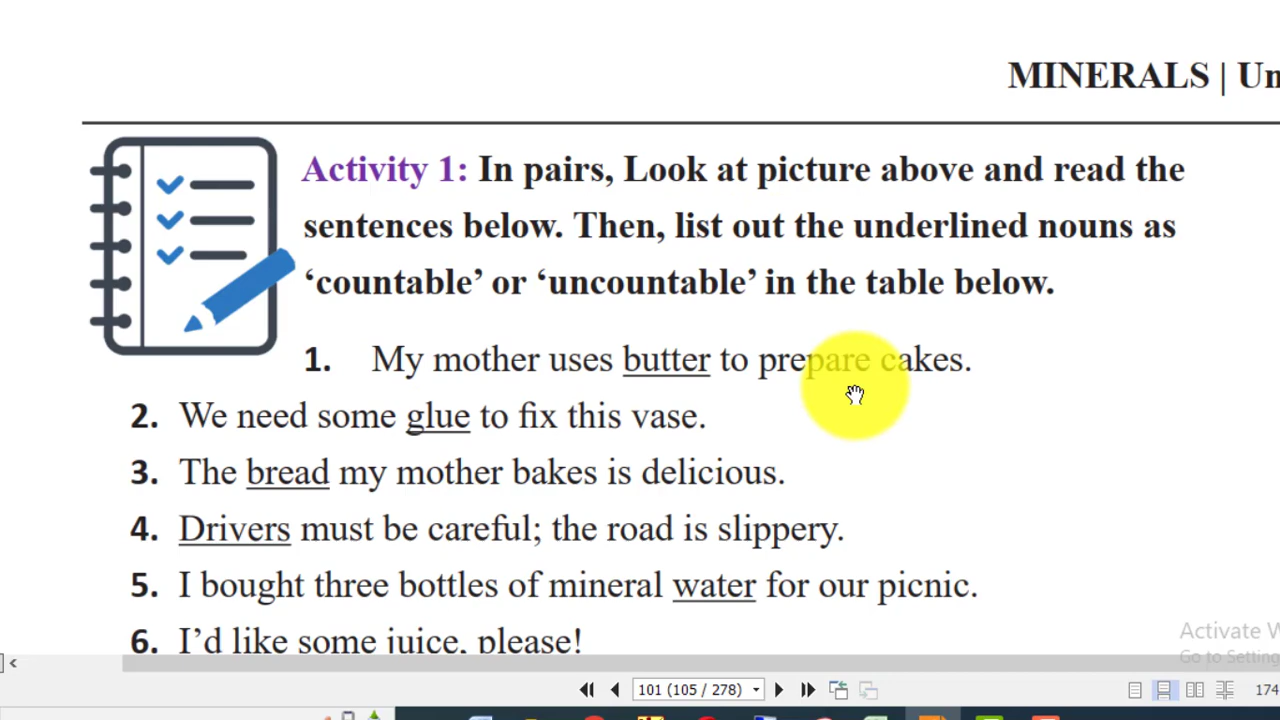 MINERALS | Un
Activity 1: In pairs, Look at picture above and read the
sentences below. Then, list out the underlined nouns as
‘countable’ or ‘uncountable’ in the table below.
1. My mother uses butter to prepare cakes.
2. We need some glue to fix this vase.
3. The bread my mother bakes is delicious.
4. Drivers must be careful; the road is slippery.
5. I bought three bottles of mineral water for our picnic.
6. I’d like some juice, please!
Activate W
Go to Setting
101 (105 / 278)
174